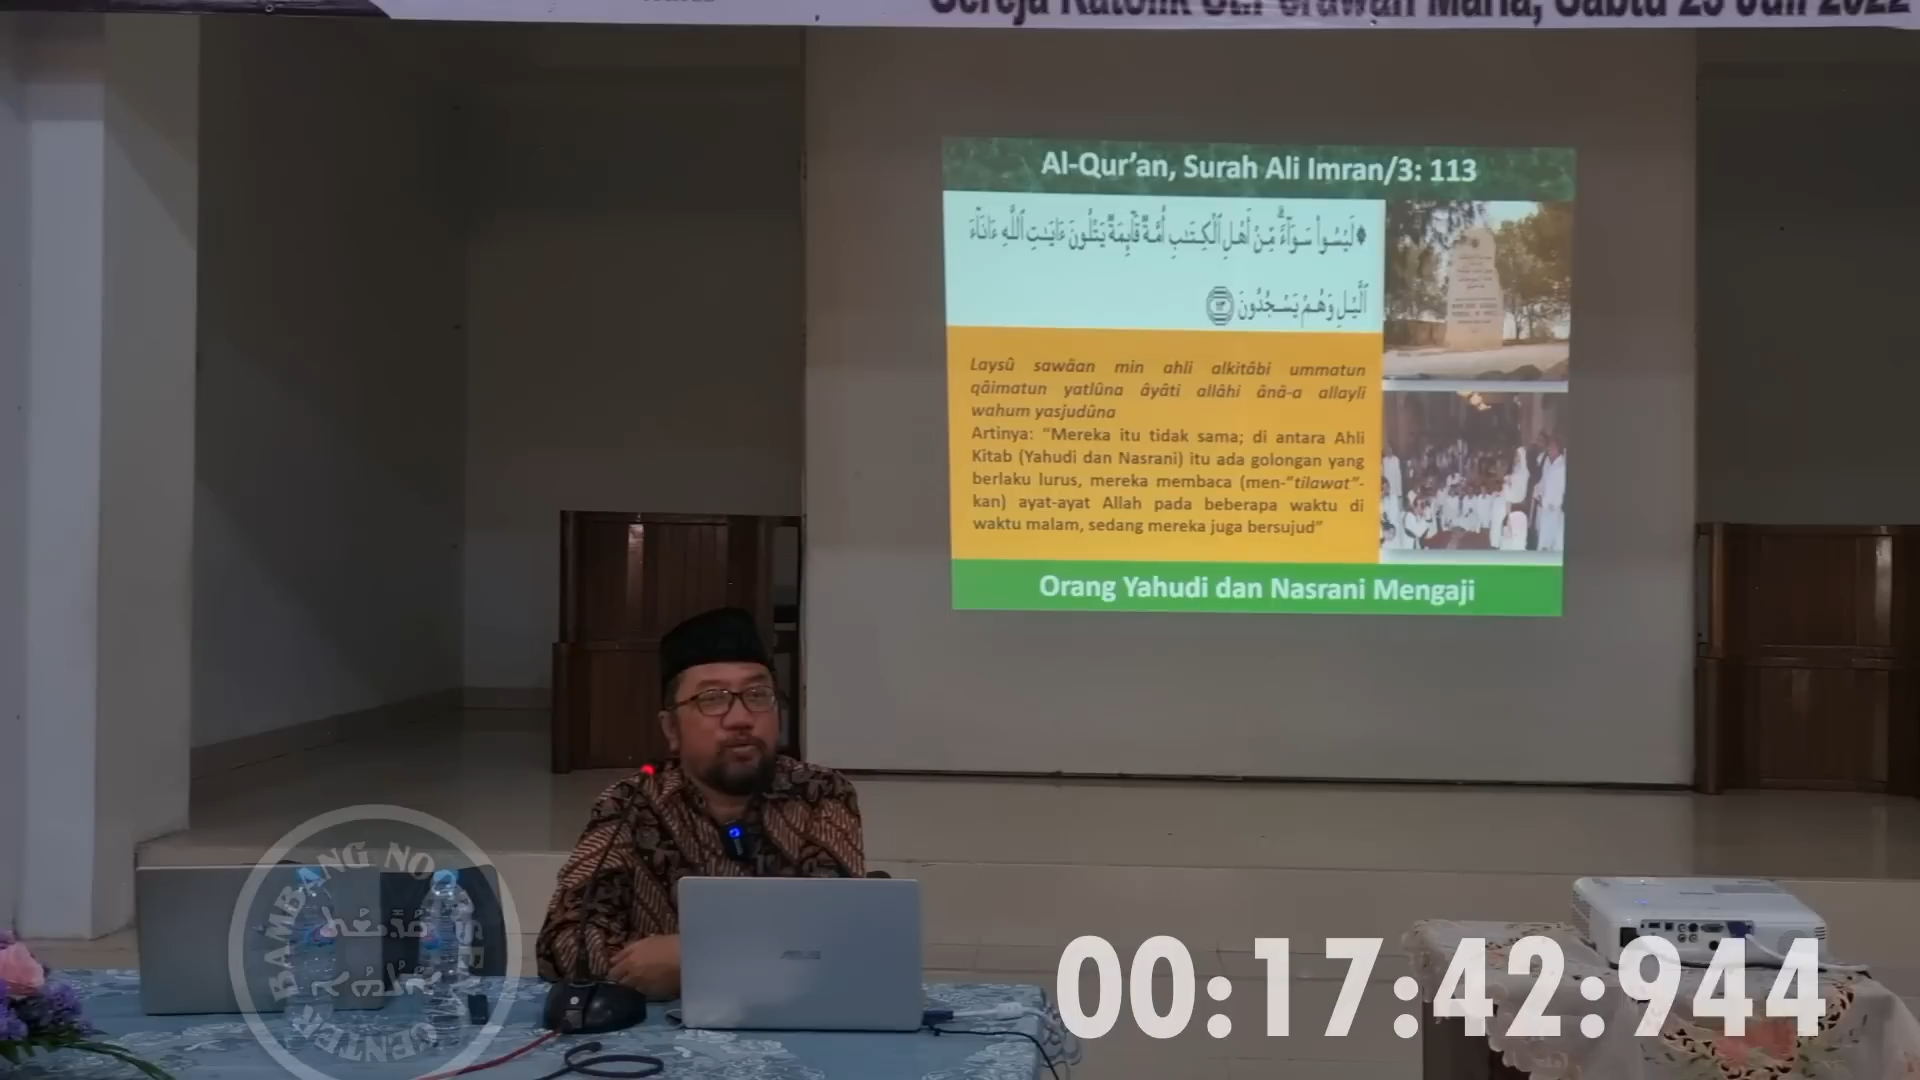 Gereja Katolik St. Perawan Maria, Sabtu 23 Juli 2022
Al-Qur’an, Surah Ali Imran/3: 113
۞ لَيْسُوا۟ سَوَآءًۗ مِّنْ أَهْلِ ٱلْكِتَٰبِ أُمَّةٌ قَآئِمَةٌ يَتْلُونَ ءَايَٰتِ ٱللَّهِ ءَانَآءَ
ٱلَّيْلِ وَهُمْ يَسْجُدُونَ ١١٣
Laysû sawâan min ahli alkitâbi ummatun
qâimatun yatlûna âyâti allâhi ânâ-a allayli
wahum yasjudûna
Artinya: “Mereka itu tidak sama; di antara Ahli
Kitab (Yahudi dan Nasrani) itu ada golongan yang
berlaku lurus, mereka membaca (men-“tilawat”-
kan) ayat-ayat Allah pada beberapa waktu di
waktu malam, sedang mereka juga bersujud”
Orang Yahudi dan Nasrani Mengaji
ASUS
BAMBANG NOORSENA CENTER
00:17:42:944